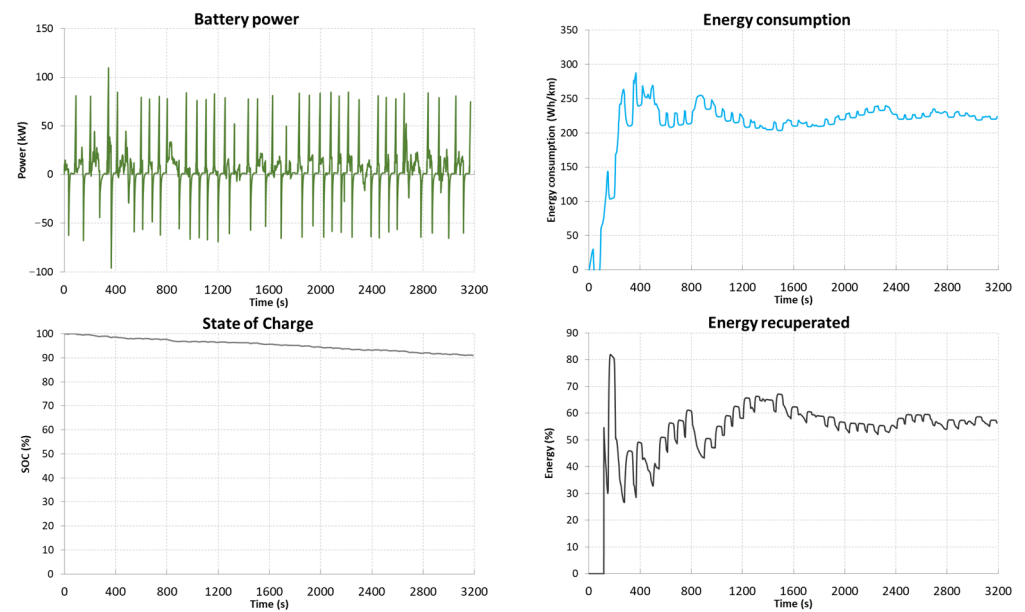 Battery power
150
100
50
0
−50
−100
Power (kW)
0 400 800 1200 1600 2000 2400 2800 3200
Time (s)
Energy consumption
350
300
250
200
150
100
50
0
Energy consumption (Wh/km)
0 400 800 1200 1600 2000 2400 2800 3200
Time (s)
State of Charge
100
90
80
70
60
50
40
30
20
10
0
SOC (%)
0 400 800 1200 1600 2000 2400 2800 3200
Time (s)
Energy recuperated
90
80
70
60
50
40
30
20
10
0
Energy (%)
0 400 800 1200 1600 2000 2400 2800 3200
Time (s)